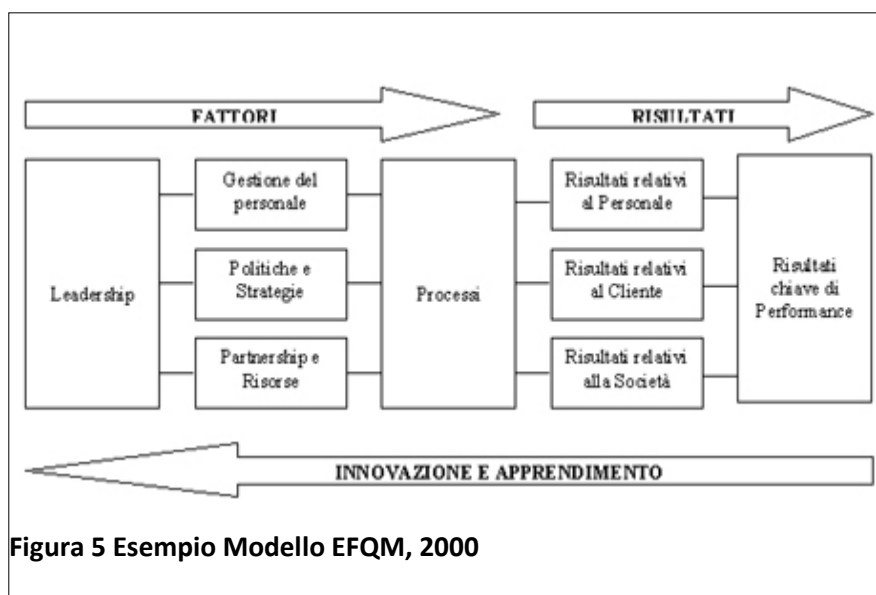 FATTORI
RISULTATI
Leadership
Gestione del
personale
Politiche e
Strategie
Partnership e
Risorse
Processi
Risultati relativi
al Personale
Risultati relativi
al Cliente
Risultati relativi
alla Società
Risultati
chiave di
Performance
INNOVAZIONE E APPRENDIMENTO
Figura 5 Esempio Modello EFQM, 2000